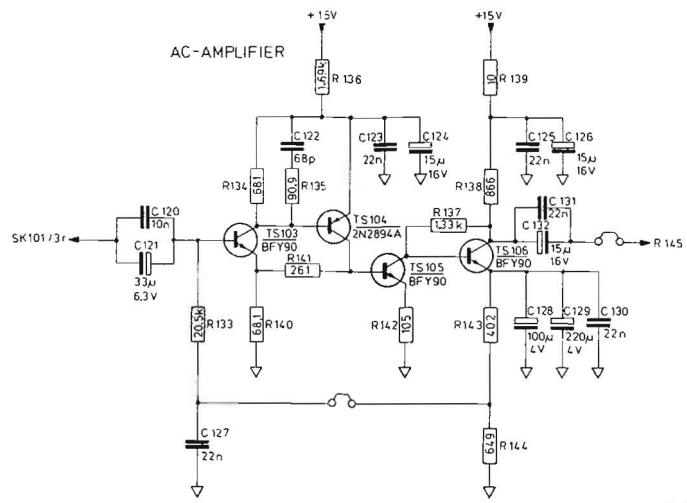 +15V
+15V
AC-AMPLIFIER
1,69k
R136
10
R139
C122
68p
C123
22n
C124
15µ
16V
C125
22n
C126
15µ
16V
R134
681
90,9
R135
R138
866
C131
22n
C132
15µ
16V
C120
10n
SK101/3r
C121
33µ
6,3V
TS103
BFY90
TS104
2N2894A
R137
1,33k
TS106
BFY90
R145
R141
261
TS105
BFY90
R133
20,5k
68,1
R140
R142
105
R143
402
C128
100µ
4V
C129
220µ
4V
C130
22n
C127
22n
649
R144